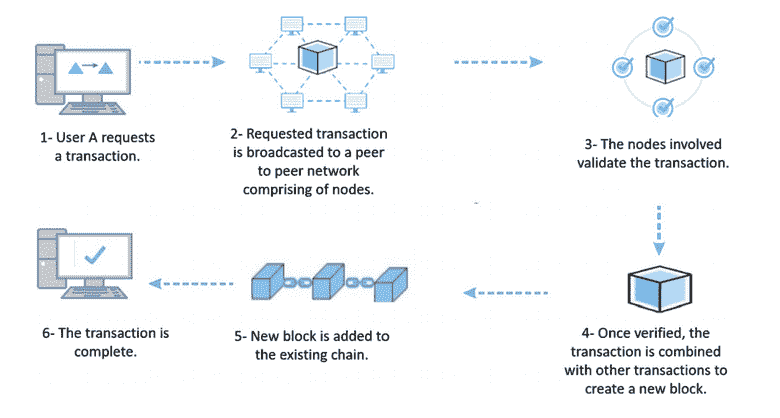 1- User A requests
a transaction.
2- Requested transaction
is broadcasted to a peer
to peer network
comprising of nodes.
3- The nodes involved
validate the transaction.
4- Once verified, the
transaction is combined
with other transactions to
create a new block.
5- New block is added to
the existing chain.
6- The transaction is
complete.